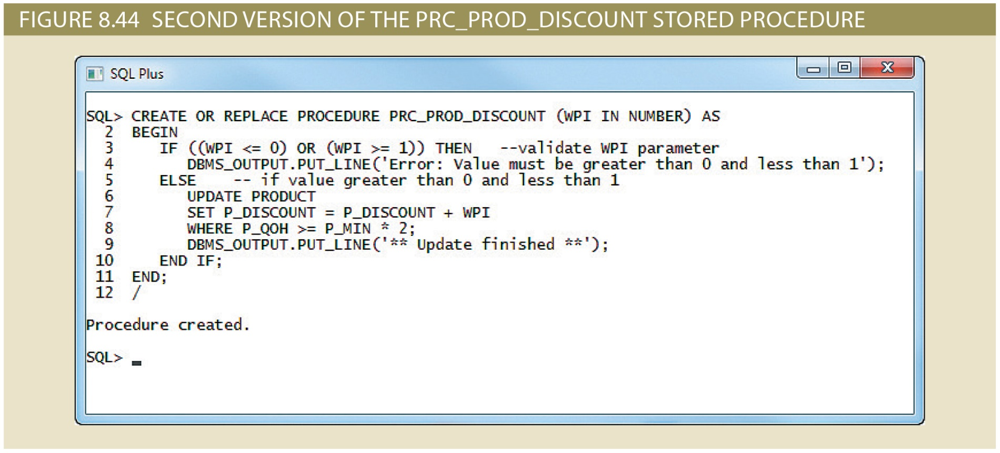 FIGURE 8.44 SECOND VERSION OF THE PRC_PROD_DISCOUNT STORED PROCEDURE
SQL Plus
SQL> CREATE OR REPLACE PROCEDURE PRC_PROD_DISCOUNT (WPI IN NUMBER) AS
2 BEGIN
3 IF ((WPI <= 0) OR (WPI >= 1)) THEN --validate WPI parameter
4 DBMS_OUTPUT.PUT_LINE('Error: Value must be greater than 0 and less than 1');
5 ELSE -- if value greater than 0 and less than 1
6 UPDATE PRODUCT
7 SET P_DISCOUNT = P_DISCOUNT + WPI
8 WHERE P_QOH >= P_MIN * 2;
9 DBMS_OUTPUT.PUT_LINE('** Update finished **');
10 END IF;
11 END;
12 /
Procedure created.
SQL> _